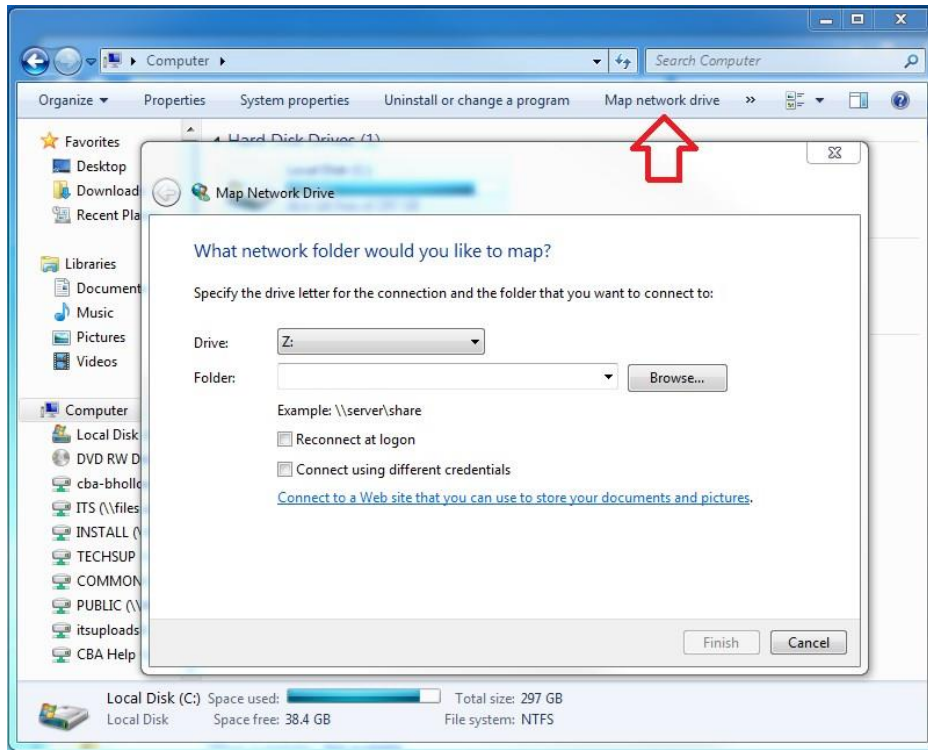 Computer
Search Computer
Organize Properties System properties Uninstall or change a program Map network drive »
Favorites
Desktop
Download
Recent Pla
Libraries
Document
Music
Pictures
Videos
Computer
Local Disk
DVD RW D
cba-bhollo
ITS (\\files
INSTALL (\
TECHSUP
COMMON
PUBLIC (\\
itsuploads
CBA Help
Hard Disk Drives (1)
Map Network Drive
What network folder would you like to map?
Specify the drive letter for the connection and the folder that you want to connect to:
Drive: Z:
Folder: Browse...
Example: \\server\share
Reconnect at logon
Connect using different credentials
Connect to a Web site that you can use to store your documents and pictures.
Finish Cancel
Local Disk (C:) Space used: Total size: 297 GB
Local Disk Space free: 38.4 GB File system: NTFS